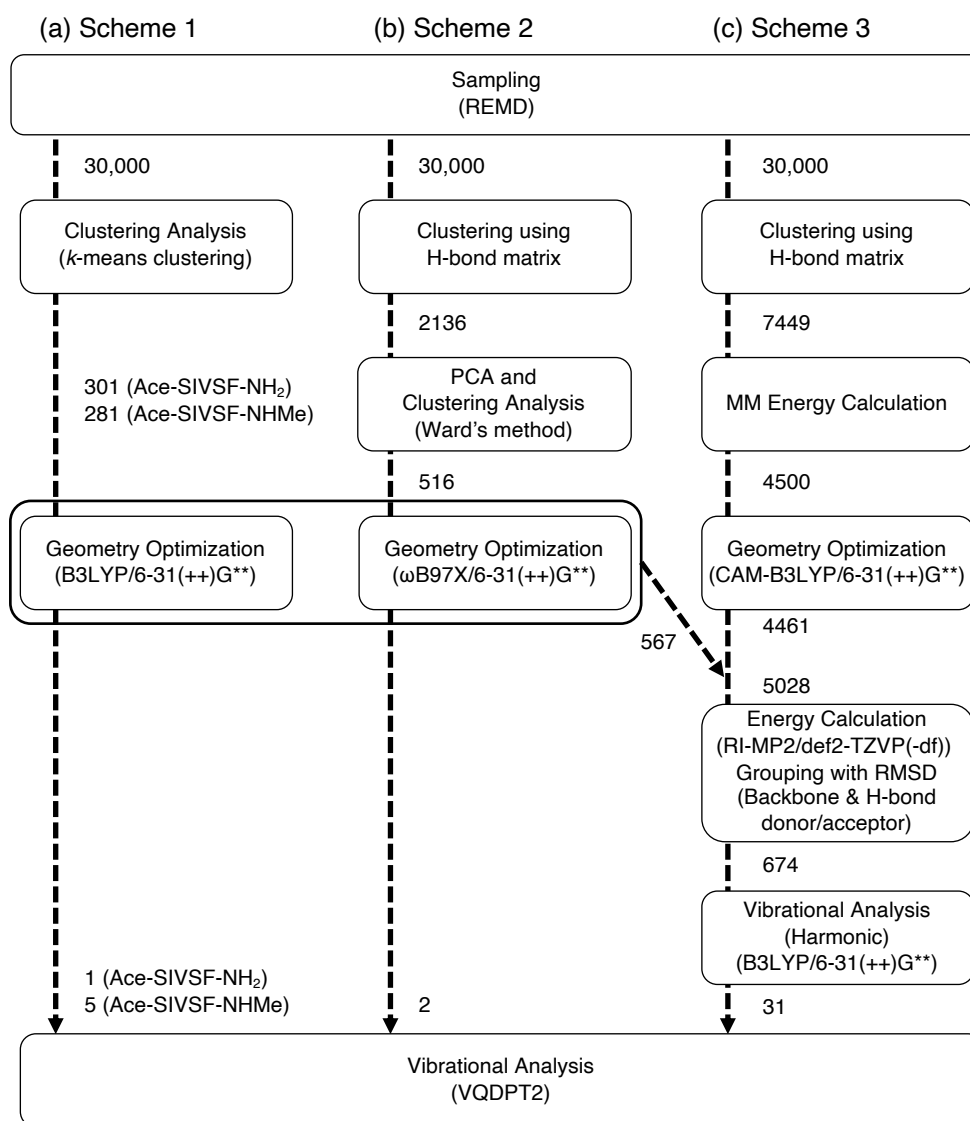 (a) Scheme 1
(b) Scheme 2
(c) Scheme 3
Sampling
(REMD)
30,000
30,000
30,000
Clustering Analysis
(k-means clustering)
Clustering using
H-bond matrix
Clustering using
H-bond matrix
2136
7449
301 (Ace-SIVSF-NH₂)
281 (Ace-SIVSF-NHMe)
PCA and
Clustering Analysis
(Ward's method)
MM Energy Calculation
516
4500
Geometry Optimization
(B3LYP/6-31(++)G**)
Geometry Optimization
(ωB97X/6-31(++)G**)
Geometry Optimization
(CAM-B3LYP/6-31(++)G**)
567
4461
5028
Energy Calculation
(RI-MP2/def2-TZVP(-df))
Grouping with RMSD
(Backbone & H-bond
donor/acceptor)
674
Vibrational Analysis
(Harmonic)
(B3LYP/6-31(++)G**)
1 (Ace-SIVSF-NH₂)
5 (Ace-SIVSF-NHMe)
2
31
Vibrational Analysis
(VQDPT2)